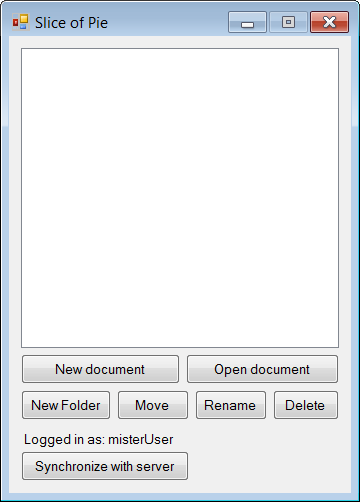 Slice of Pie
New document Open document
New Folder Move Rename Delete
Logged in as: misterUser
Synchronize with server